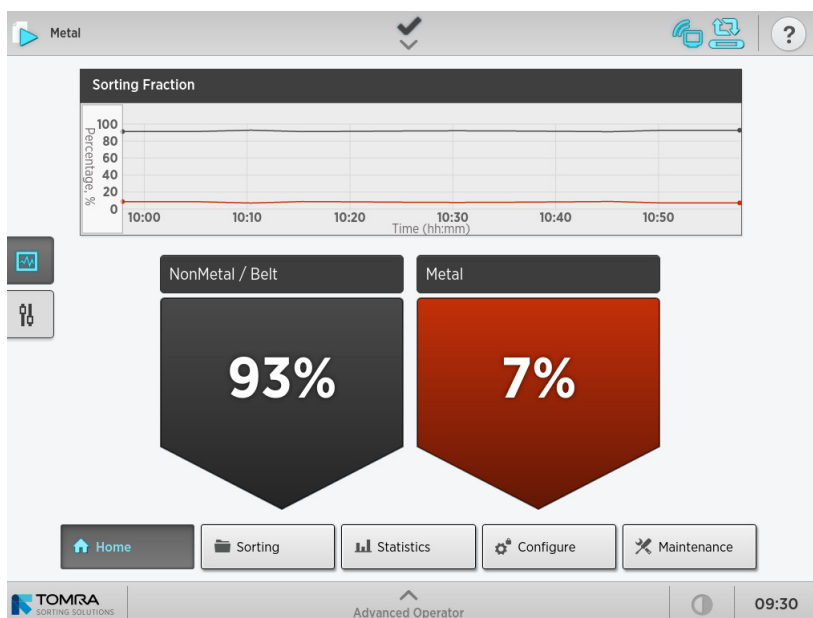 Metal
?
Sorting Fraction
Percentage, %
100
80
60
40
20
0
10:00 10:10 10:20 10:30 10:40 10:50
Time (hh:mm)
NonMetal / Belt Metal
93% 7%
Home Sorting Statistics Configure Maintenance
TOMRA
SORTING SOLUTIONS
Advanced Operator
09:30